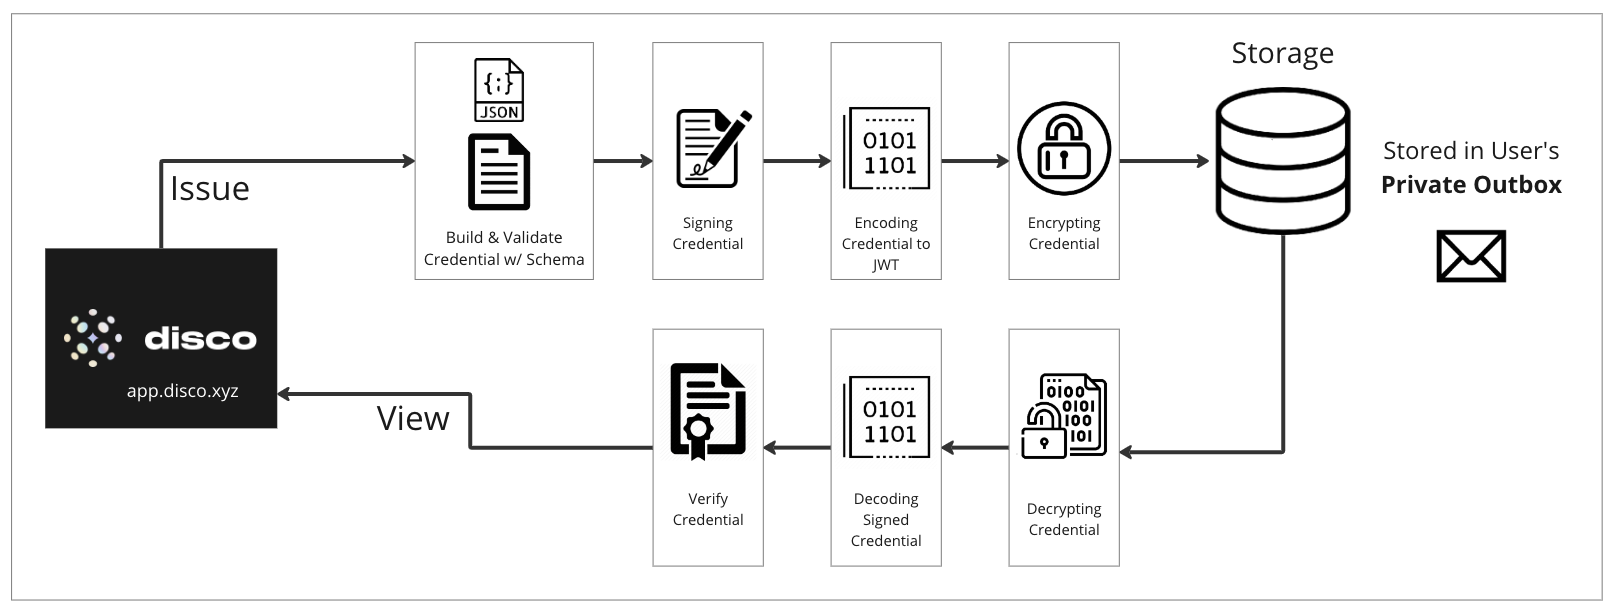 Storage
{;}
JSON
0101
1101
Stored in User's
Private Outbox
Issue
Build & Validate
Credential w/ Schema
Signing
Credential
Encoding
Credential to
JWT
Encrypting
Credential
disco
app.disco.xyz
View
Verify
Credential
0101
1101
Decoding
Signed
Credential
0100
0101
100
101
Decrypting
Credential